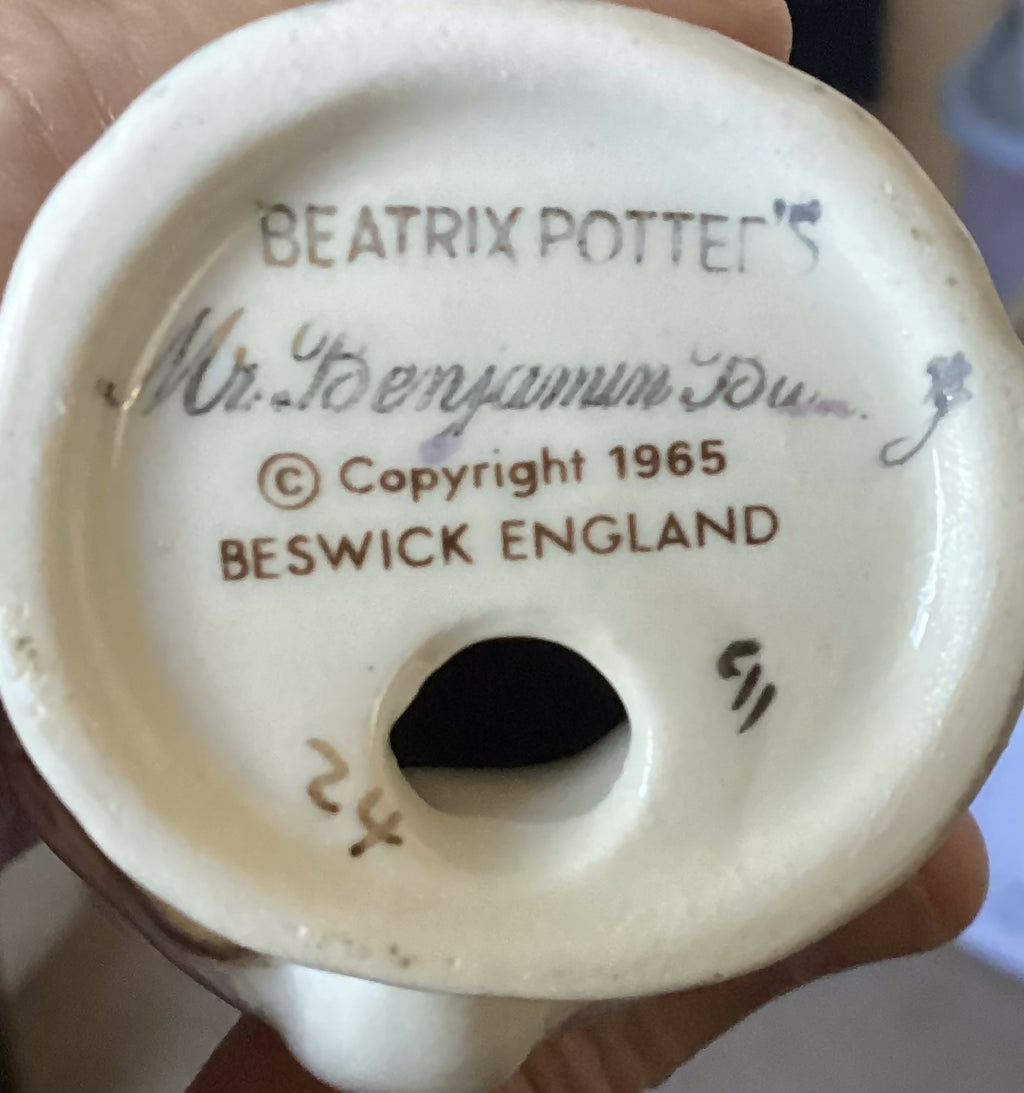 BEATRIX POTTER'S
Mr. Benjamin
© Copyright 1965
BESWICK ENGLAND
24